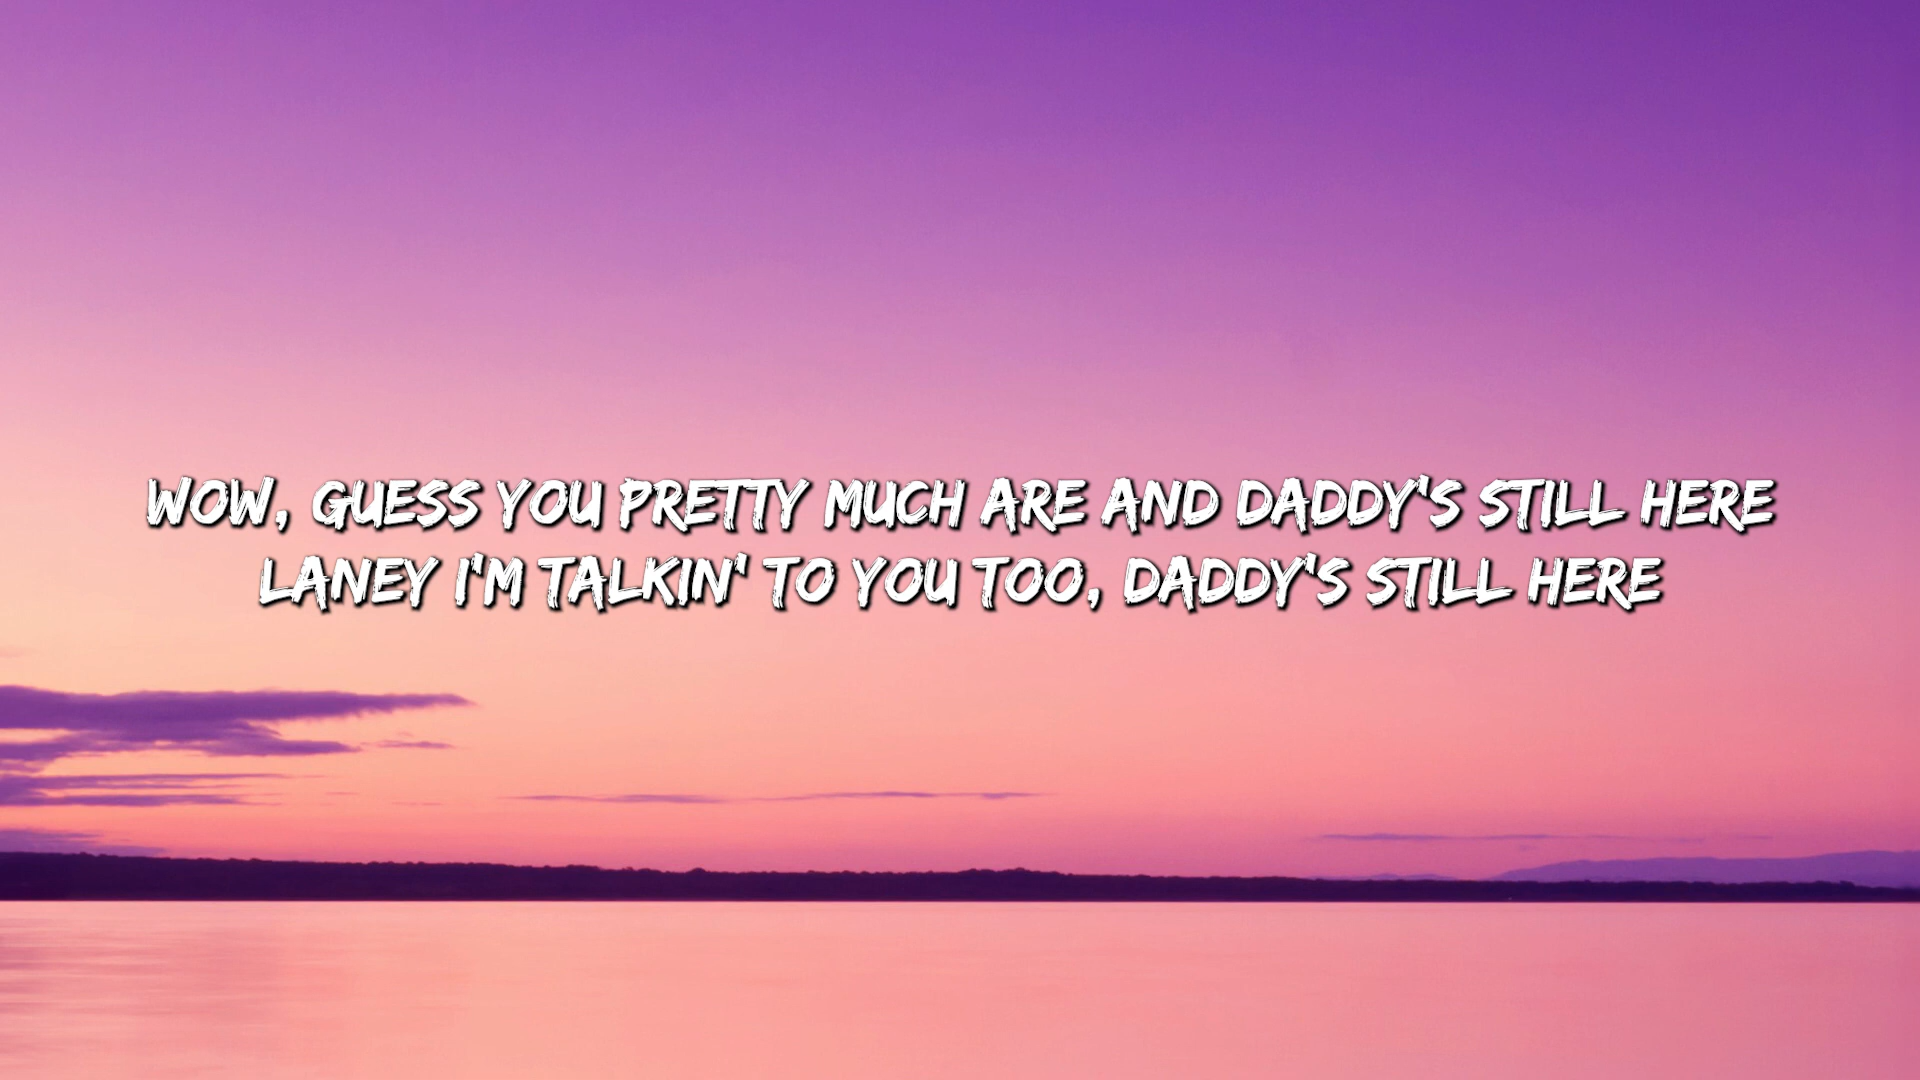 WOW, GUESS YOU PRETTY MUCH ARE AND DADDY'S STILL HERE
LANEY I'M TALKIN' TO YOU TOO, DADDY'S STILL HERE